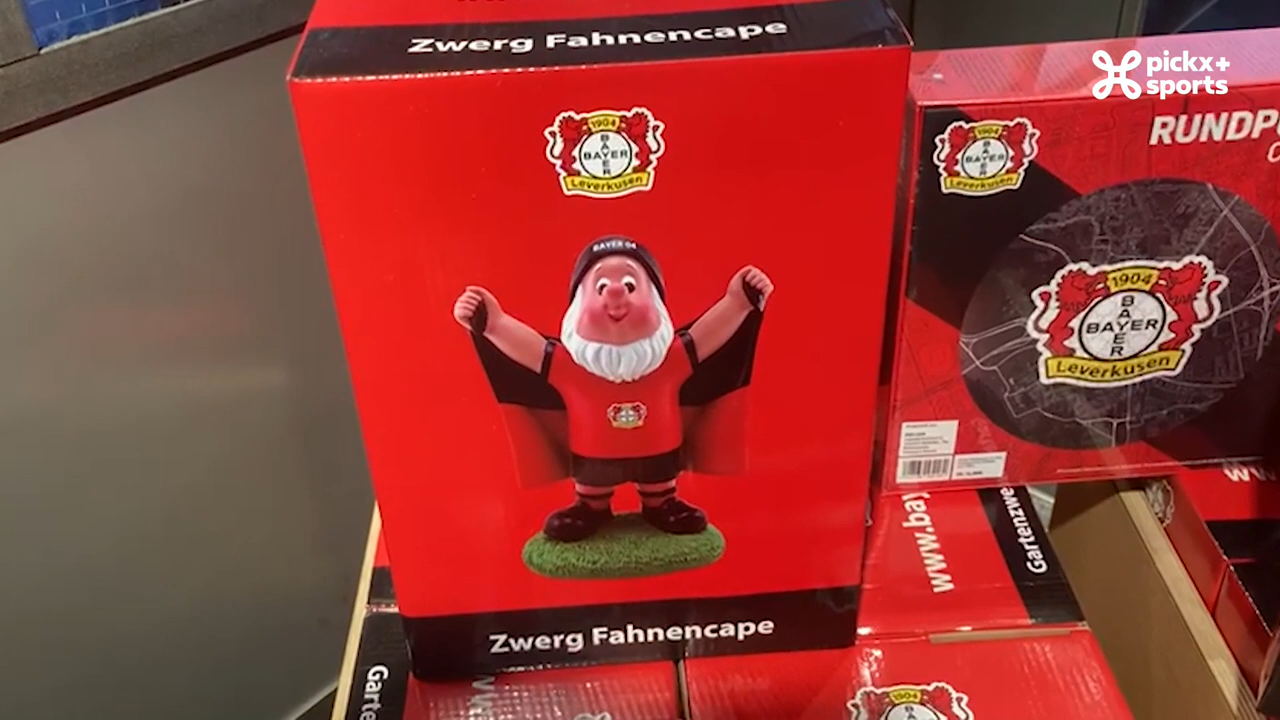 Zwerg Fahnencape
1904
BAYER
BAYER
Leverkusen
BAYER 04
Zwerg Fahnencape
pickx+
sports
RUNDP
1904
BAYER
BAYER
Leverkusen
1904
BAYER
BAYER
Leverkusen
www.bay
Gartenzwe
Garte
ww
1904